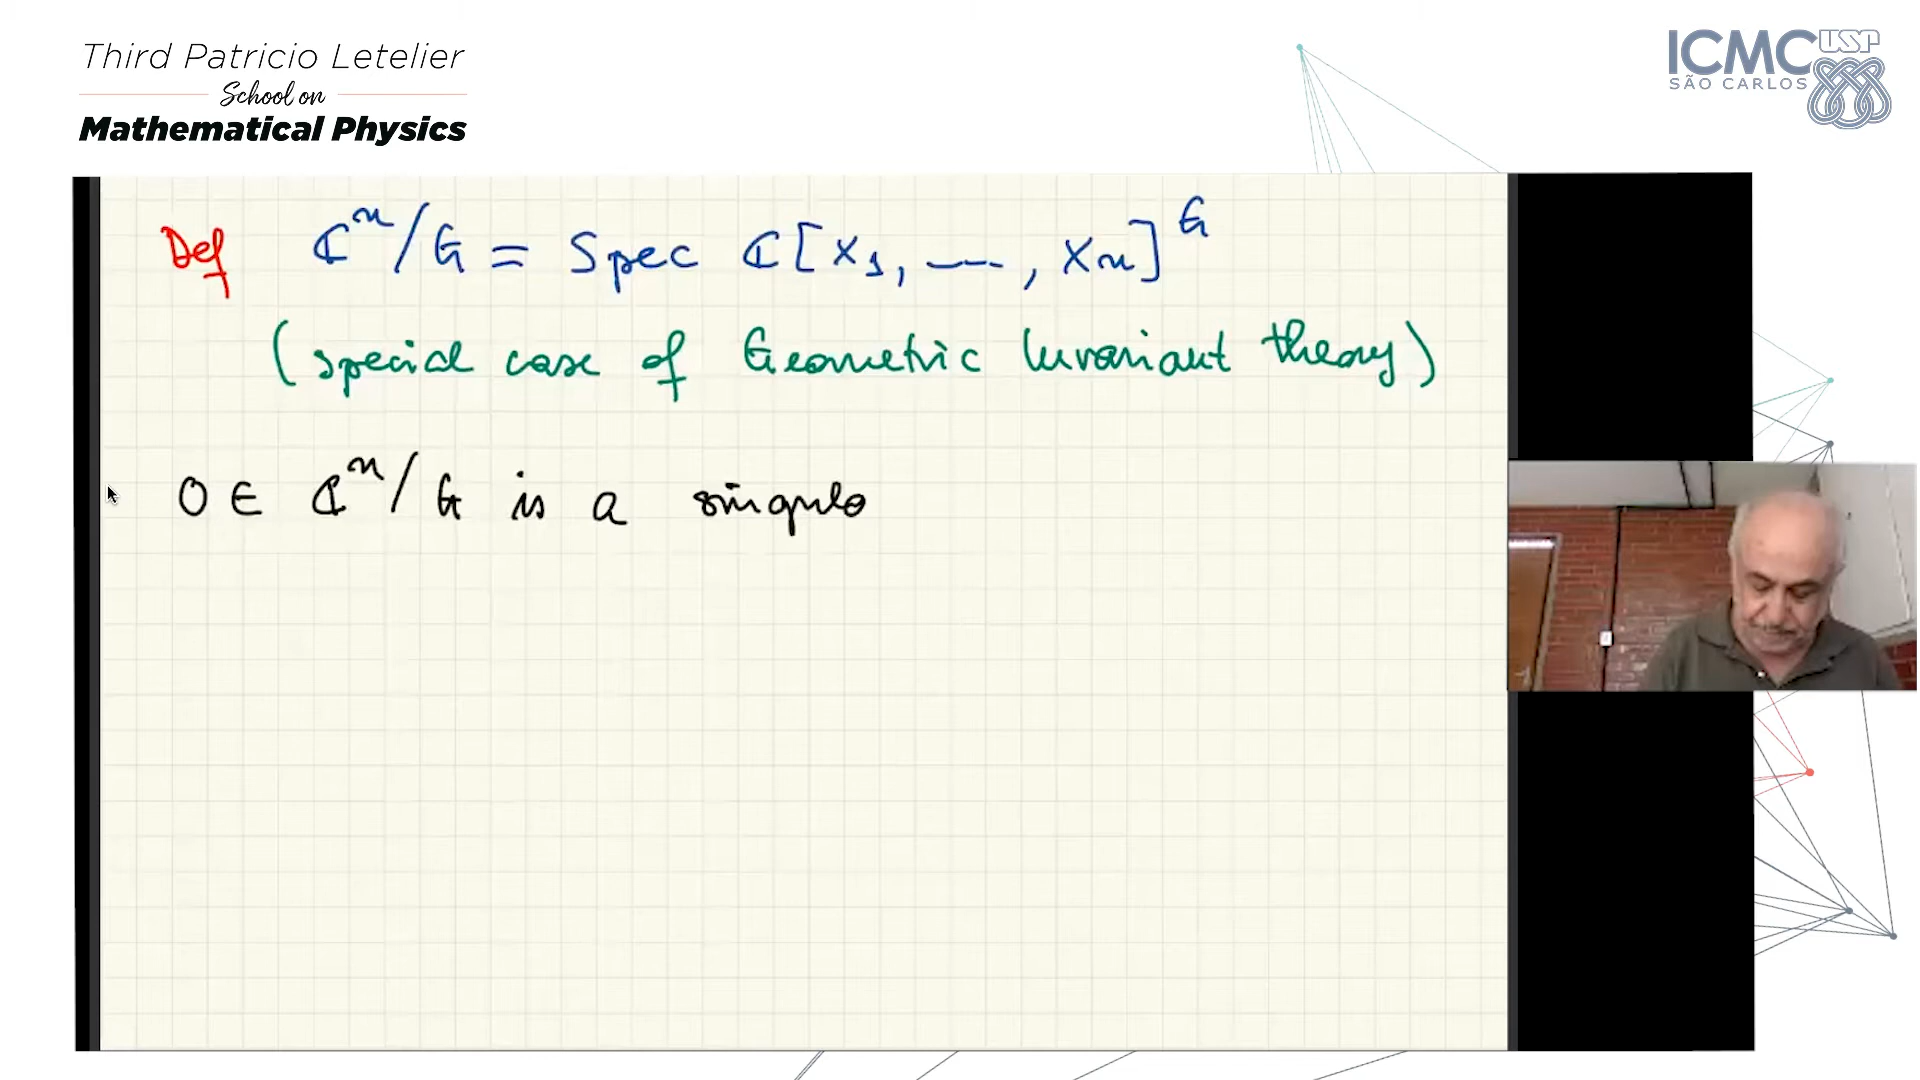 Third Patricio Letelier
School on
Mathematical Physics
ICMC USP
SÃO CARLOS
Def ℂⁿ/G = Spec ℂ[x₁, ..., xₙ]ᴳ
(special case of Geometric Invariant theory)
0 ∈ ℂⁿ/G is a singula